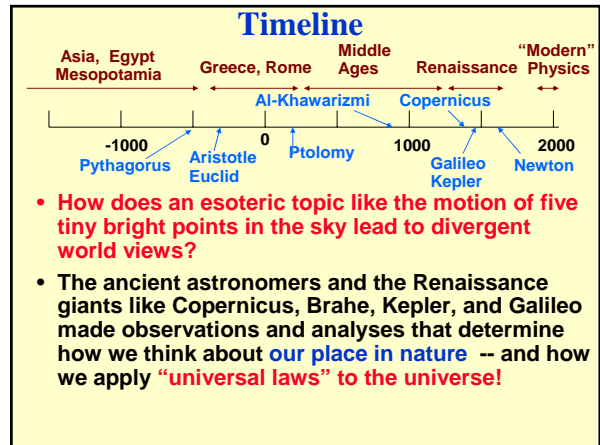 Timeline
Asia, Egypt
Mesopotamia
Greece, Rome
Middle
Ages
Renaissance
“Modern”
Physics
Al-Khawarizmi
Copernicus
-1000
0
1000
2000
Pythagorus
Aristotle
Euclid
Ptolomy
Galileo
Kepler
Newton
• How does an esoteric topic like the motion of five
tiny bright points in the sky lead to divergent
world views?
• The ancient astronomers and the Renaissance
giants like Copernicus, Brahe, Kepler, and Galileo
made observations and analyses that determine
how we think about our place in nature -- and how
we apply “universal laws” to the universe!